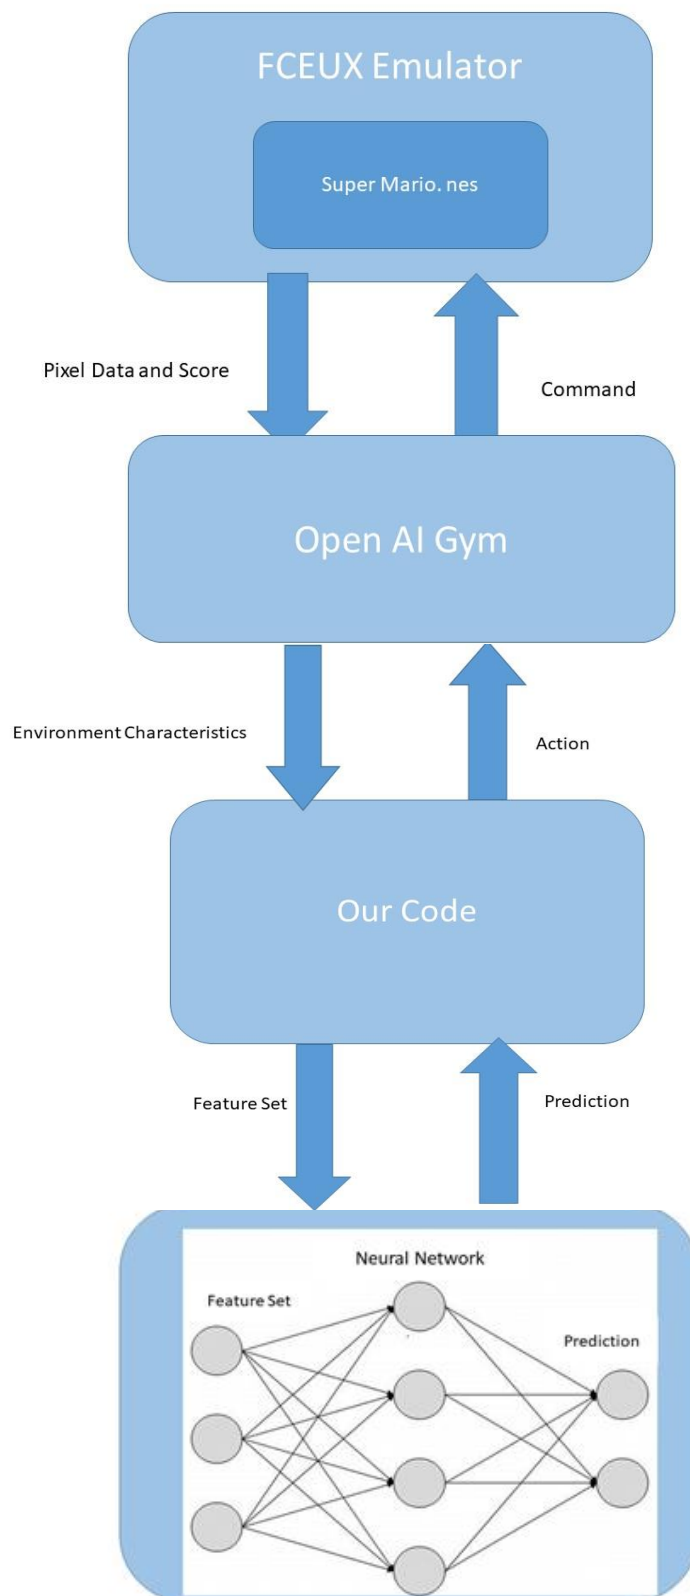 FCEUX Emulator
Super Mario. nes
Pixel Data and Score
Command
Open AI Gym
Environment Characteristics
Action
Our Code
Feature Set
Prediction
Neural Network
Feature Set
Prediction